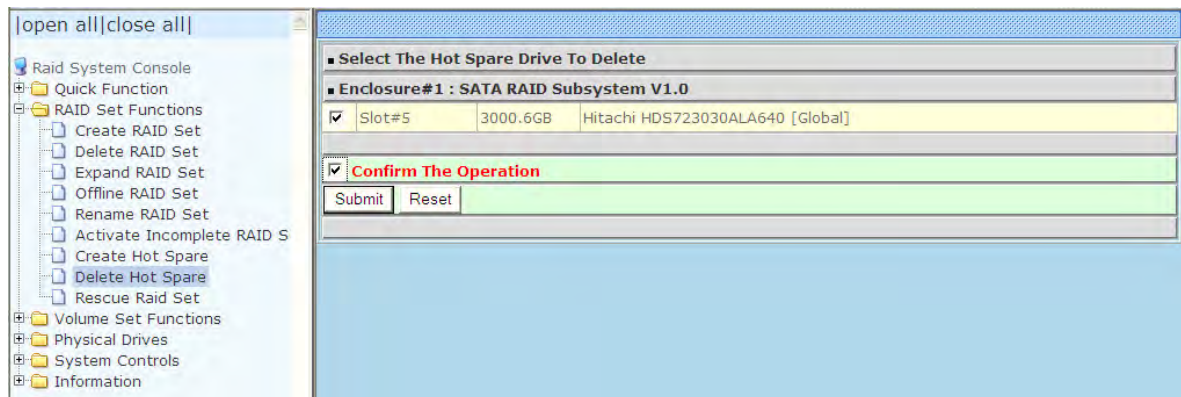 |open all|close all|
Raid System Console
Quick Function
RAID Set Functions
Create RAID Set
Delete RAID Set
Expand RAID Set
Offline RAID Set
Rename RAID Set
Activate Incomplete RAID S
Create Hot Spare
Delete Hot Spare
Rescue Raid Set
Volume Set Functions
Physical Drives
System Controls
Information
Select The Hot Spare Drive To Delete
Enclosure#1 : SATA RAID Subsystem V1.0
Slot#5 3000.6GB Hitachi HDS723030ALA640 [Global]
Confirm The Operation
Submit Reset